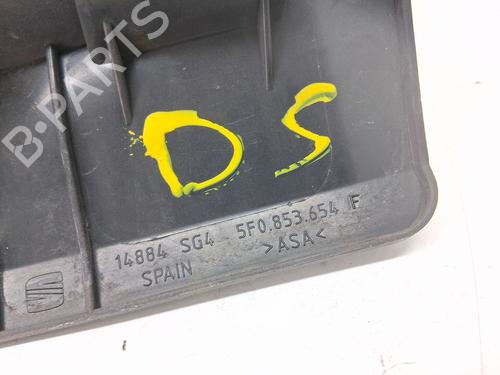 B-PARTS
DS
14884 SG4 5F0.853.654 F
SPAIN >ASA<